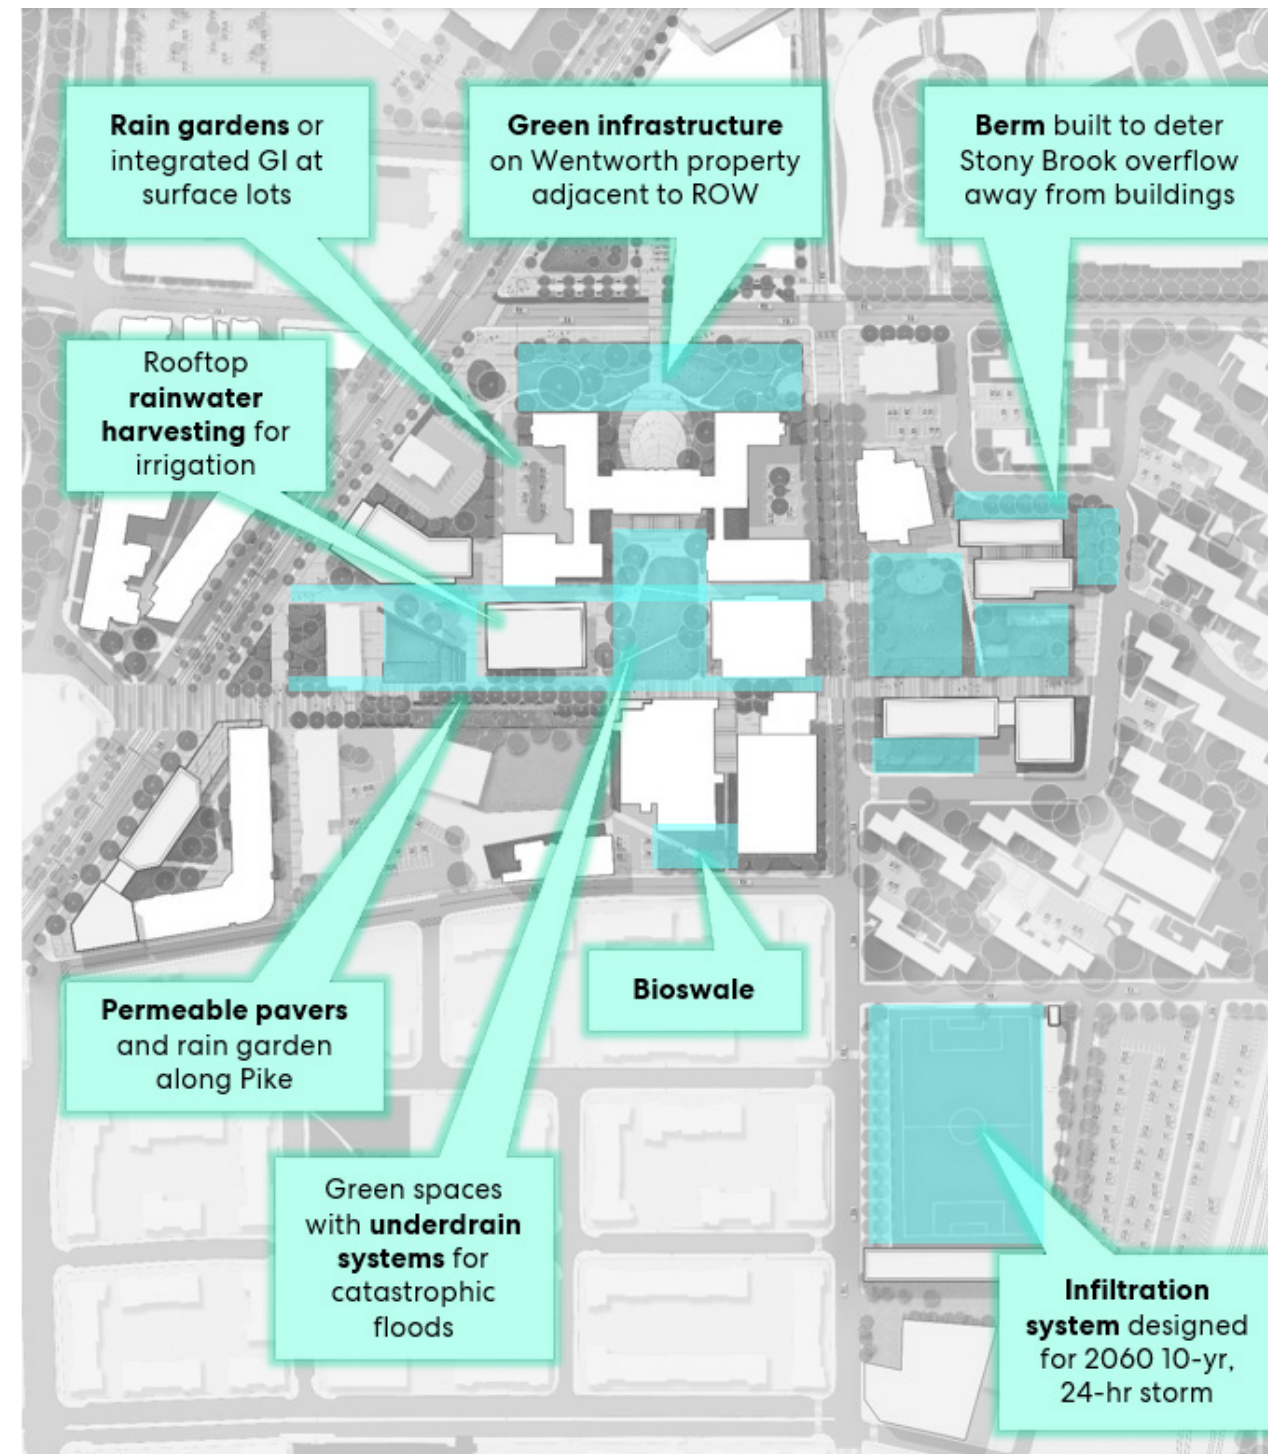 Rain gardens or
integrated GI at
surface lots
Green infrastructure
on Wentworth property
adjacent to ROW
Berm built to deter
Stony Brook overflow
away from buildings
Rooftop
rainwater
harvesting for
irrigation
Bioswale
Permeable pavers
and rain garden
along Pike
Green spaces
with underdrain
systems for
catastrophic
floods
Infiltration
system designed
for 2060 10-yr,
24-hr storm